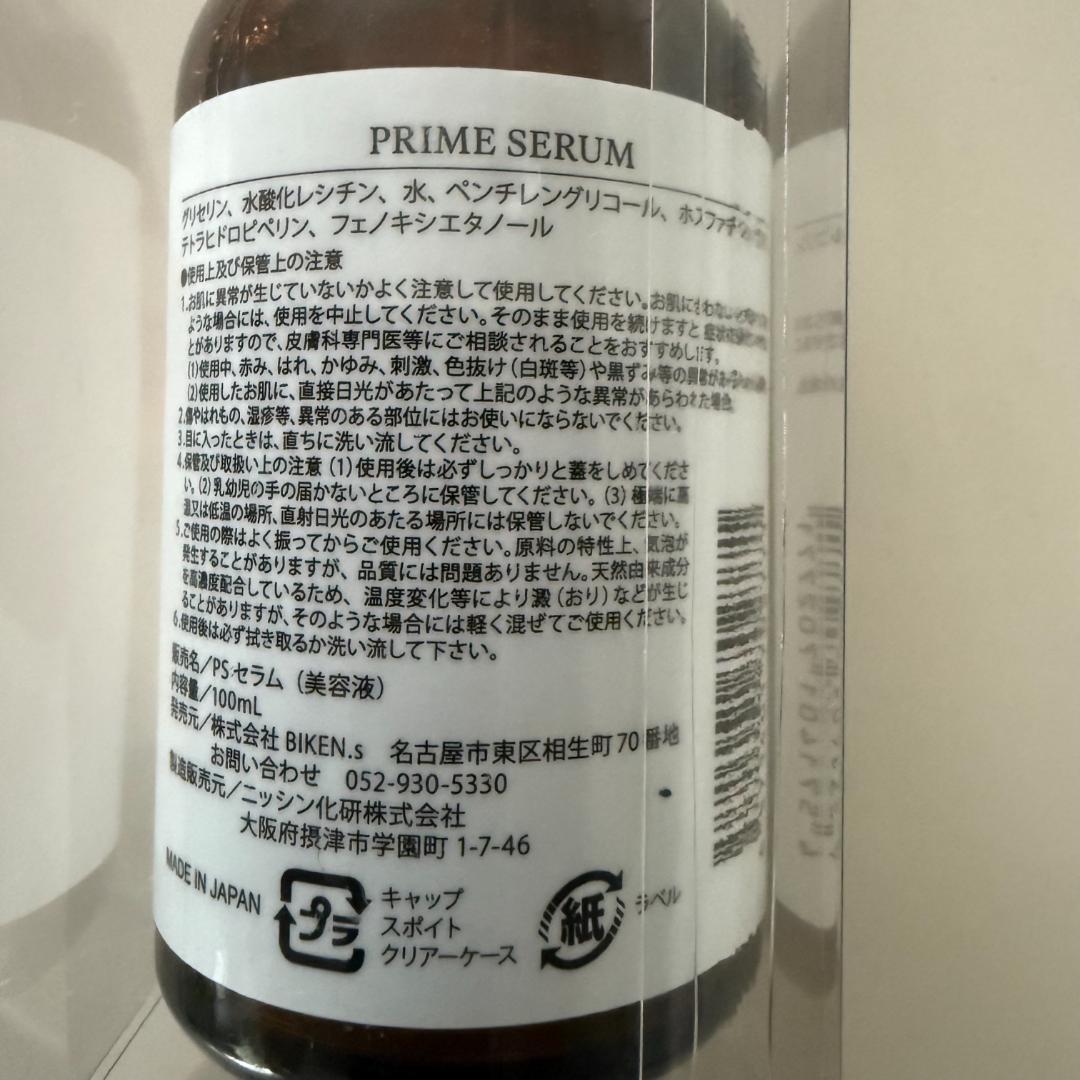 PRIME SERUM
グリセリン、水酸化レシチン、水、ペンチレングリコール、ホスファチ
テトラヒドロピペリン、フェノキシエタノール
●使用上及び保管上の注意
1.お肌に異常が生じていないかよく注意して使用してください。お肌に合わない
ような場合には、使用を中止してください。そのまま使用を続けますと 症状
とがありますので、皮膚科専門医等にご相談されることをおすすめします。
(1)使用中、赤み、はれ、かゆみ、刺激、色抜け(白斑等)や黒ずみ等の異常が
(2)使用したお肌に、直接日光があたって上記のような異常があらわれた場合
2.傷やはれもの、湿疹等、異常のある部位にはお使いにならないでください。
3.目に入ったときは、直ちに洗い流してください。
4.保管及び取扱い上の注意 (1)使用後は必ずしっかりと蓋をしめてくださ
い。(2)乳幼児の手の届かないところに保管してください。(3) 極端に高
温又は低温の場所、直射日光のあたる場所には保管しないでください。
5.ご使用の際はよく振ってからご使用ください。原料の特性上、気泡が
発生することがありますが、品質には問題ありません。天然由来成分
を高濃度配合しているため、温度変化等により澱(おり)などが生じ
ることがありますが、そのような場合には軽く混ぜてご使用ください。
6.使用後は必ず拭き取るか洗い流して下さい。
販売名/PSセラム(美容液)
内容量/100mL
発売元/株式会社 BIKEN.s 名古屋市東区相生町70番地
お問い合わせ 052-930-5330
製造販売元/ニッシン化研株式会社
大阪府摂津市学園町 1-7-46
MADE IN JAPAN
プラ
キャップ
スポイト
クリアーケース
紙
ラベル